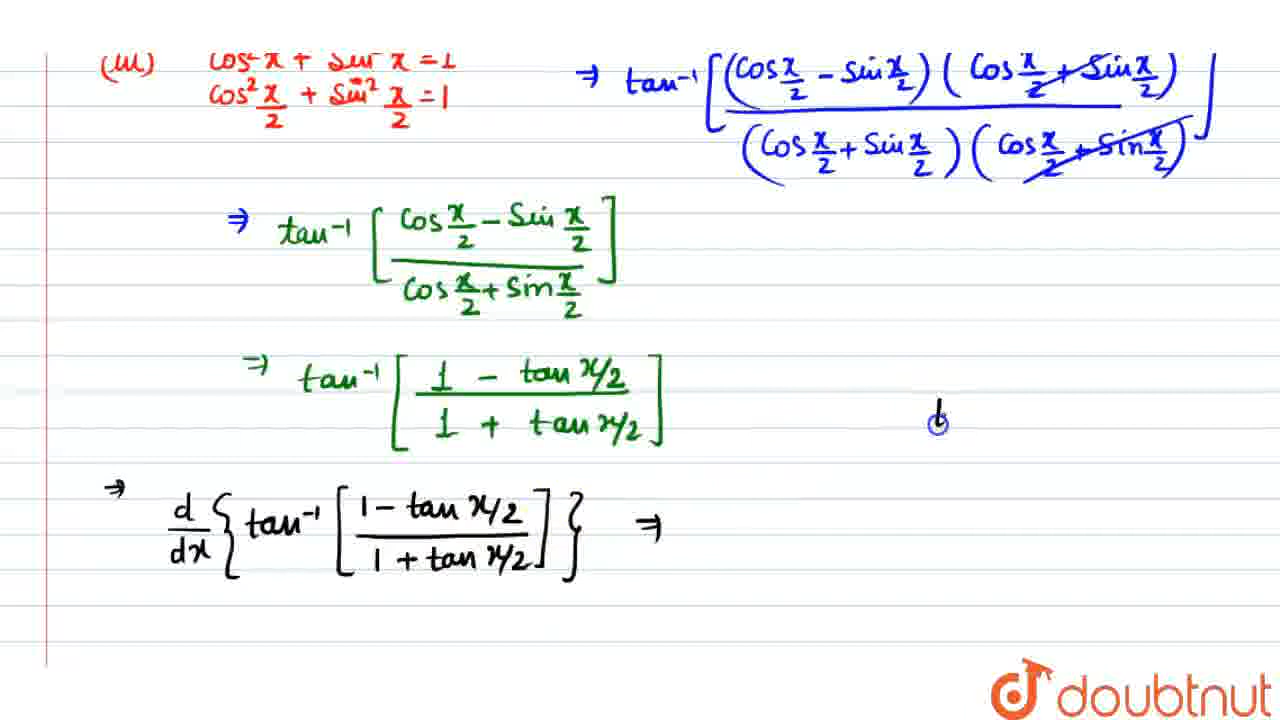 (III) cos² x + sin² x = 1
cos² x/2 + sin² x/2 = 1
⇒ tan⁻¹ [ (cos x/2 − sin x/2) (cos x/2 + sin x/2) / (cos x/2 + sin x/2) (cos x/2 + sin x/2) ]
⇒ tan⁻¹ [ cos x/2 − sin x/2 / cos x/2 + sin x/2 ]
⇒ tan⁻¹ [ 1 − tan x/2 / 1 + tan x/2 ]
t
⇒ d/dx { tan⁻¹ [ 1 − tan x/2 / 1 + tan x/2 ] } ⇒
doubtnut